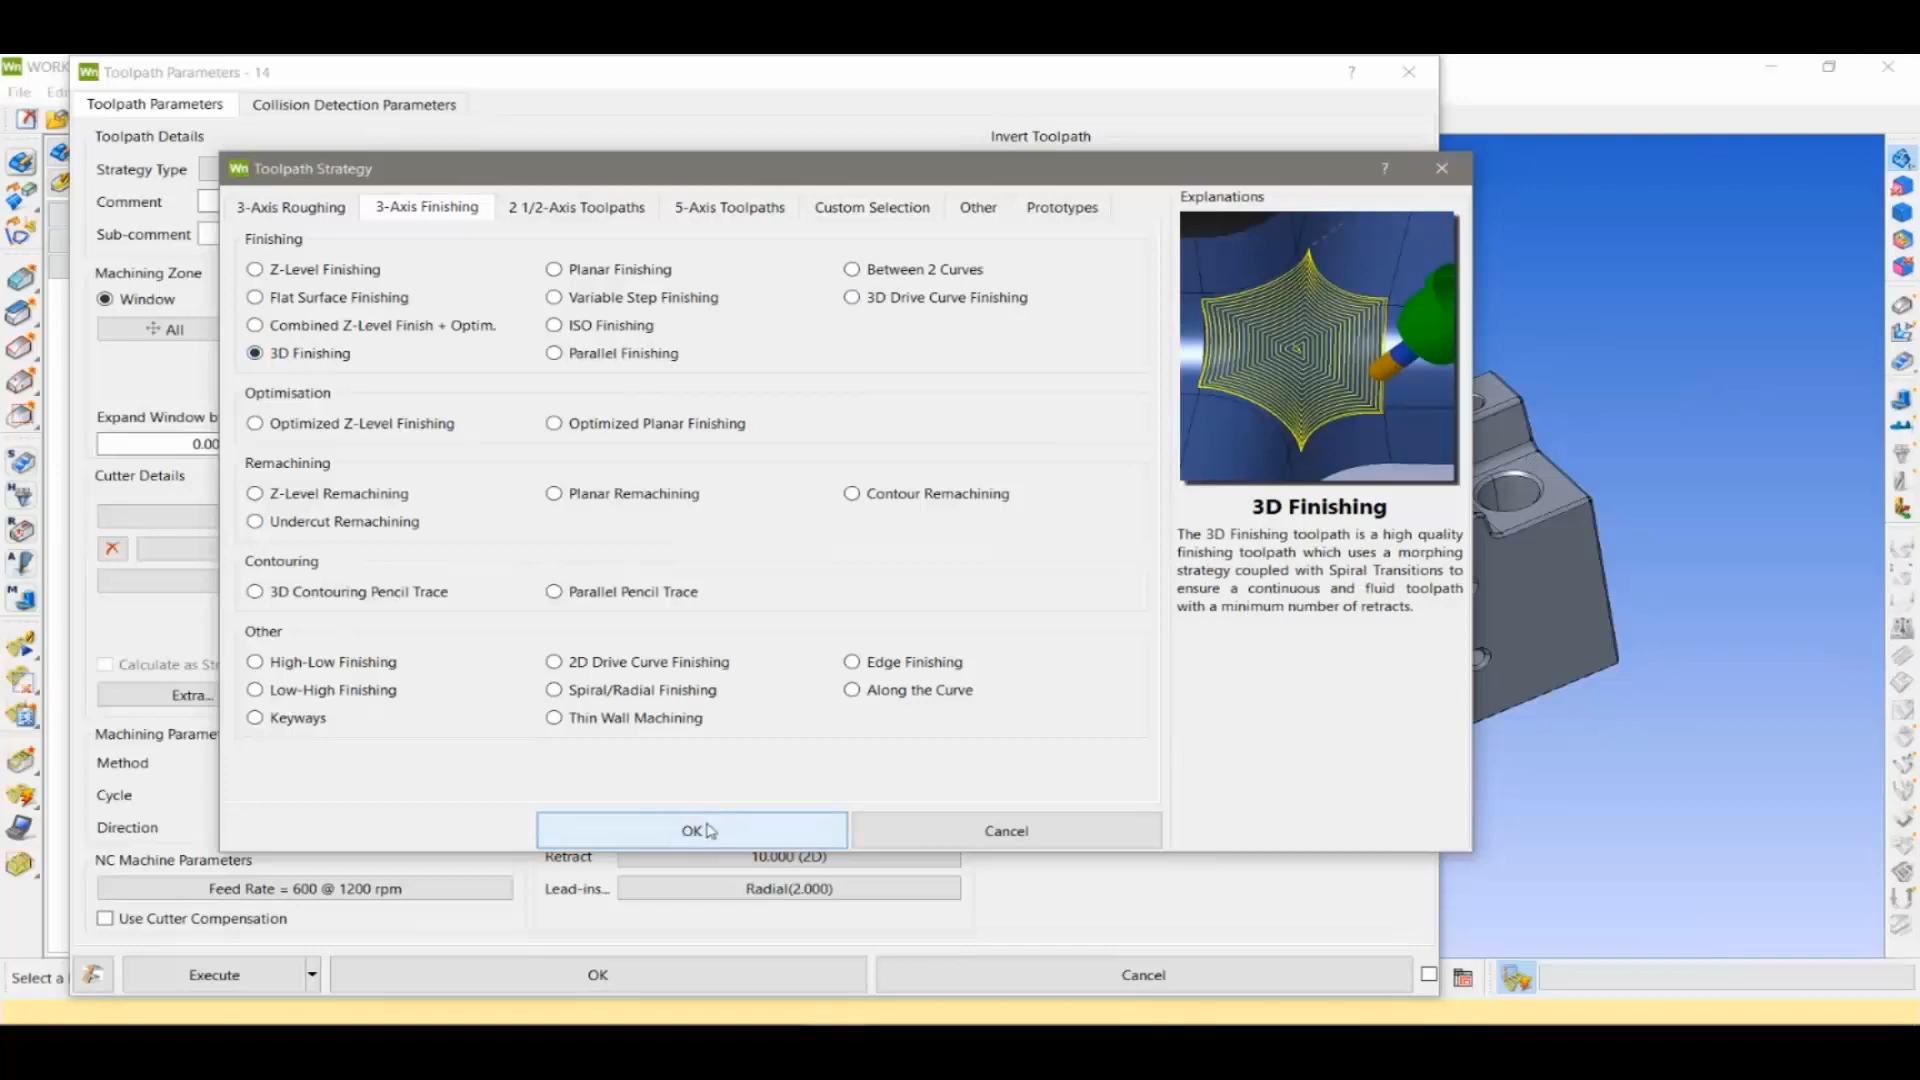 Wn WORK
Wn Toolpath Parameters - 14 ?
File Edi
Toolpath Parameters Collision Detection Parameters
Toolpath Details Invert Toolpath
Strategy Type
Comment
Sub-comment
Machining Zone
Window
All
Expand Window b
0.00
Cutter Details
Calculate as Str
Extra...
Machining Parame
Method
Cycle
Direction
Wn Toolpath Strategy ?
3-Axis Roughing 3-Axis Finishing 2 1/2-Axis Toolpaths 5-Axis Toolpaths Custom Selection Other Prototypes
Finishing
Z-Level Finishing Planar Finishing Between 2 Curves
Flat Surface Finishing Variable Step Finishing 3D Drive Curve Finishing
Combined Z-Level Finish + Optim. ISO Finishing
3D Finishing Parallel Finishing
Optimisation
Optimized Z-Level Finishing Optimized Planar Finishing
Remachining
Z-Level Remachining Planar Remachining Contour Remachining
Undercut Remachining
Contouring
3D Contouring Pencil Trace Parallel Pencil Trace
Other
High-Low Finishing 2D Drive Curve Finishing Edge Finishing
Low-High Finishing Spiral/Radial Finishing Along the Curve
Keyways Thin Wall Machining
OK Cancel
Explanations
3D Finishing
The 3D Finishing toolpath is a high quality
finishing toolpath which uses a morphing
strategy coupled with Spiral Transitions to
ensure a continuous and fluid toolpath
with a minimum number of retracts.
NC Machine Parameters Retract 10.000 (2D)
Feed Rate = 600 @ 1200 rpm Lead-ins... Radial(2.000)
Use Cutter Compensation
Select a Execute OK Cancel
S
H
R
A
M